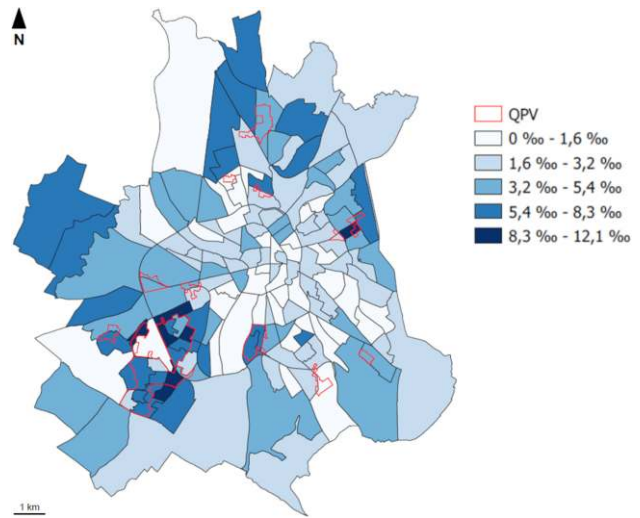 N
QPV
0 ‰ - 1,6 ‰
1,6 ‰ - 3,2 ‰
3,2 ‰ - 5,4 ‰
5,4 ‰ - 8,3 ‰
8,3 ‰ - 12,1 ‰
1 km